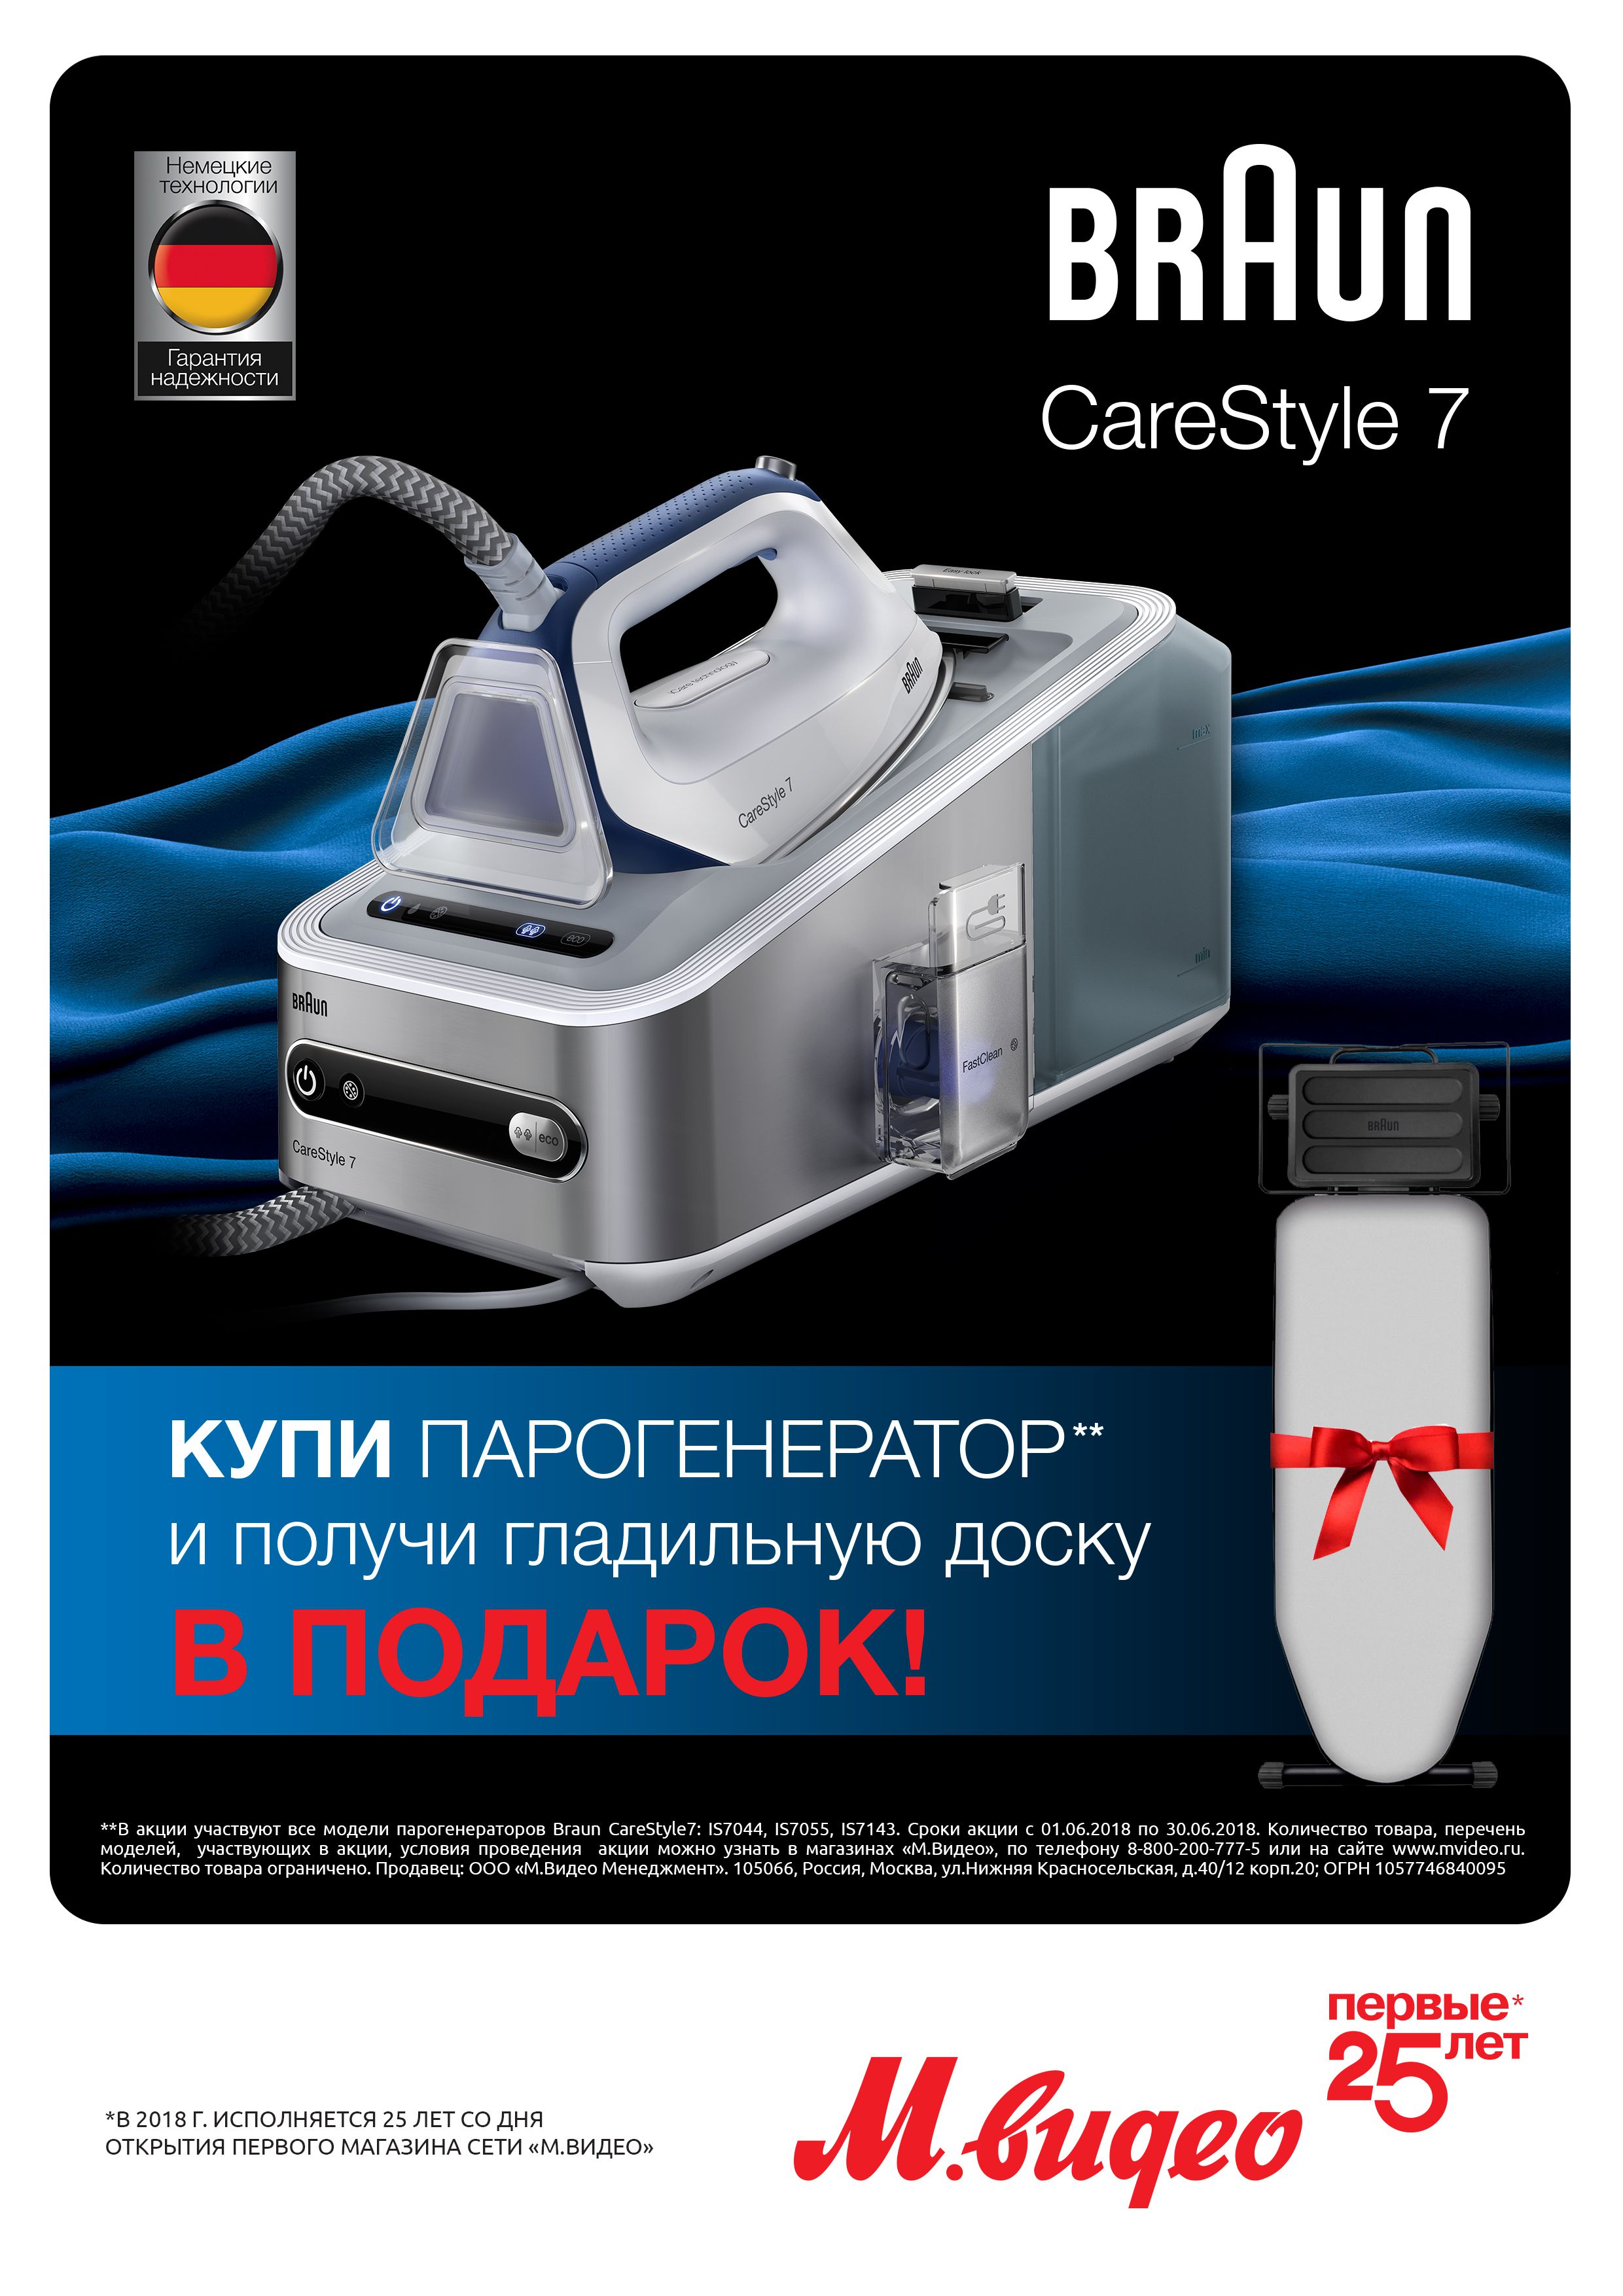 Немецкие
технологии
Гарантия
надежности
BRAUN
CareStyle 7
Easy lock
iCare technology
BRAUN
CareStyle 7
max
min
eco
BRAUN
FastClean
eco
CareStyle 7
BRAUN
КУПИ ПАРОГЕНЕРАТОР**
и получи гладильную доску
В ПОДАРОК!
**В акции участвуют все модели парогенераторов Braun CareStyle7: IS7044, IS7055, IS7143. Сроки акции с 01.06.2018 по 30.06.2018. Количество товара, перечень
моделей, участвующих в акции, условия проведения акции можно узнать в магазинах «М.Видео», по телефону 8-800-200-777-5 или на сайте www.mvideo.ru.
Количество товара ограничено. Продавец: ООО «М.Видео Менеджмент». 105066, Россия, Москва, ул.Нижняя Красносельская, д.40/12 корп.20; ОГРН 1057746840095
первые*
25 лет
М.видео
*В 2018 Г. ИСПОЛНЯЕТСЯ 25 ЛЕТ СО ДНЯ
ОТКРЫТИЯ ПЕРВОГО МАГАЗИНА СЕТИ «М.ВИДЕО»